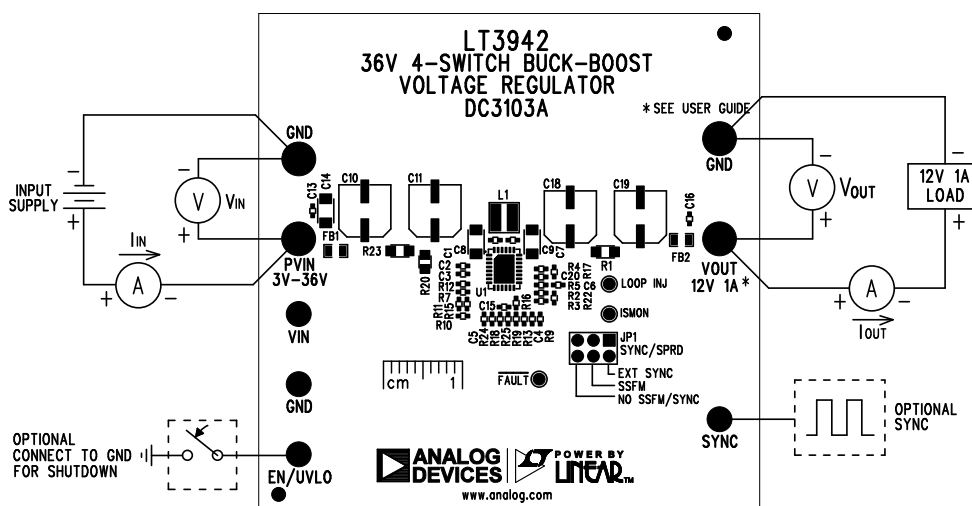 LT3942
36V 4-SWITCH BUCK-BOOST
VOLTAGE REGULATOR
DC3103A
*SEE USER GUIDE
GND
GND
INPUT
SUPPLY
V
VIN
IIN
A
PVIN
3V-36V
FB1
C13
C14
C10
C11
L1
C18
C19
C16
FB2
R23
R20
C1
C8
C9
C7
R1
U1
C2
C3
R12
R7
R11
R15
R10
C15
R16
R4
C20
R5
R2
R3
R17
C6
R22
C5
R24
R18
R25
R19
R13
C4
R9
LOOP INJ
ISMON
JP1
SYNC/SPRD
EXT SYNC
SSFM
NO SSFM/SYNC
FAULT
cm 1
V
VOUT
12V 1A
LOAD
VOUT
12V 1A*
A
IOUT
VIN
GND
EN/UVLO
OPTIONAL
CONNECT TO GND
FOR SHUTDOWN
SYNC
OPTIONAL
SYNC
ANALOG
DEVICES
POWER BY
LINEAR™
www.analog.com